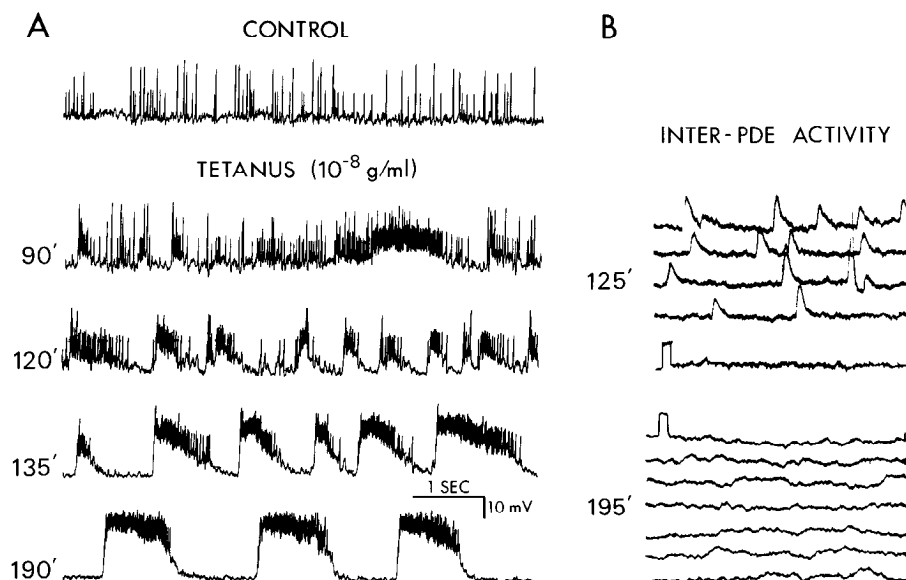 A
CONTROL
TETANUS (10⁻⁸ g/ml)
90′
120′
135′
1 SEC
10 mV
190′
B
INTER-PDE ACTIVITY
125′
195′